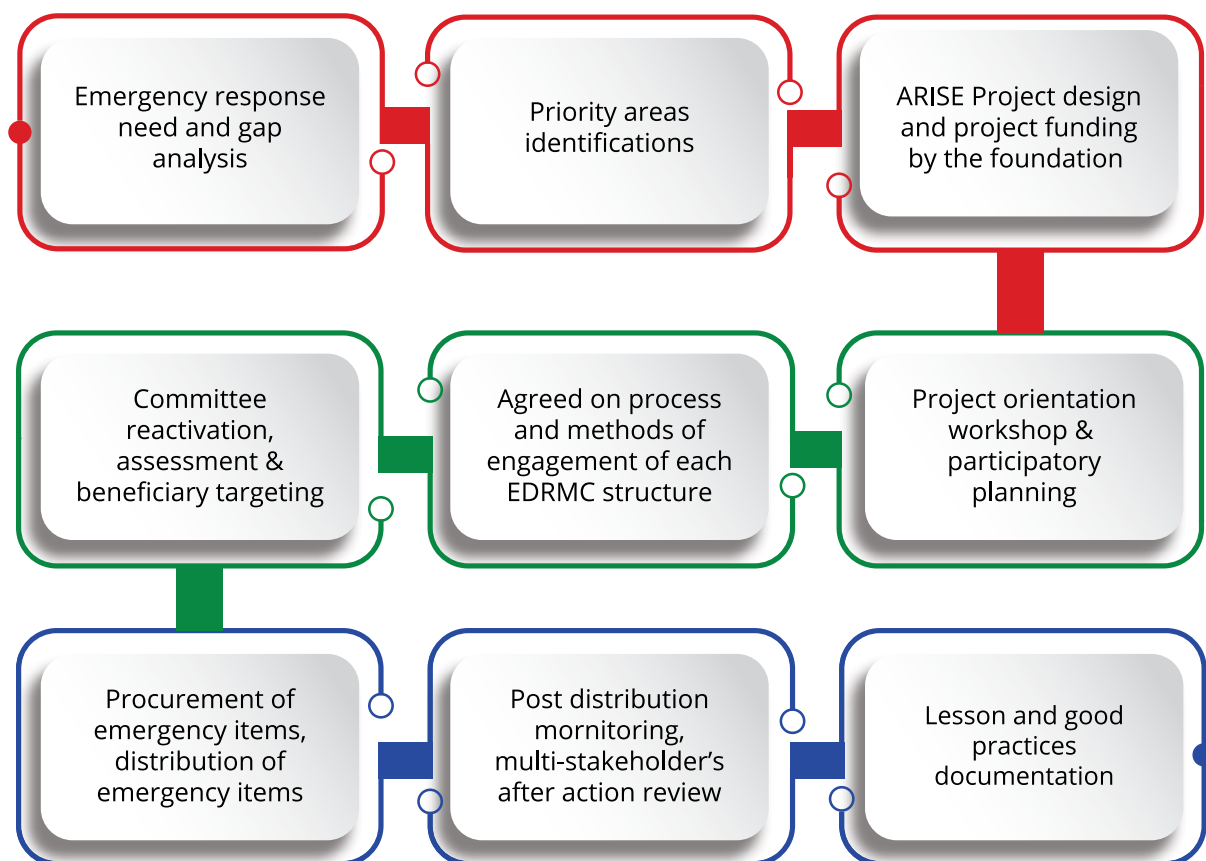 Emergency response
need and gap
analysis
Priority areas
identifications
ARISE Project design
and project funding
by the foundation
Committee
reactivation,
assessment &
beneficiary targeting
Agreed on process
and methods of
engagement of each
EDRMC structure
Project orientation
workshop &
participatory
planning
Procurement of
emergency items,
distribution of
emergency items
Post distribution
mornitoring,
multi-stakeholder's
after action review
Lesson and good
practices
documentation